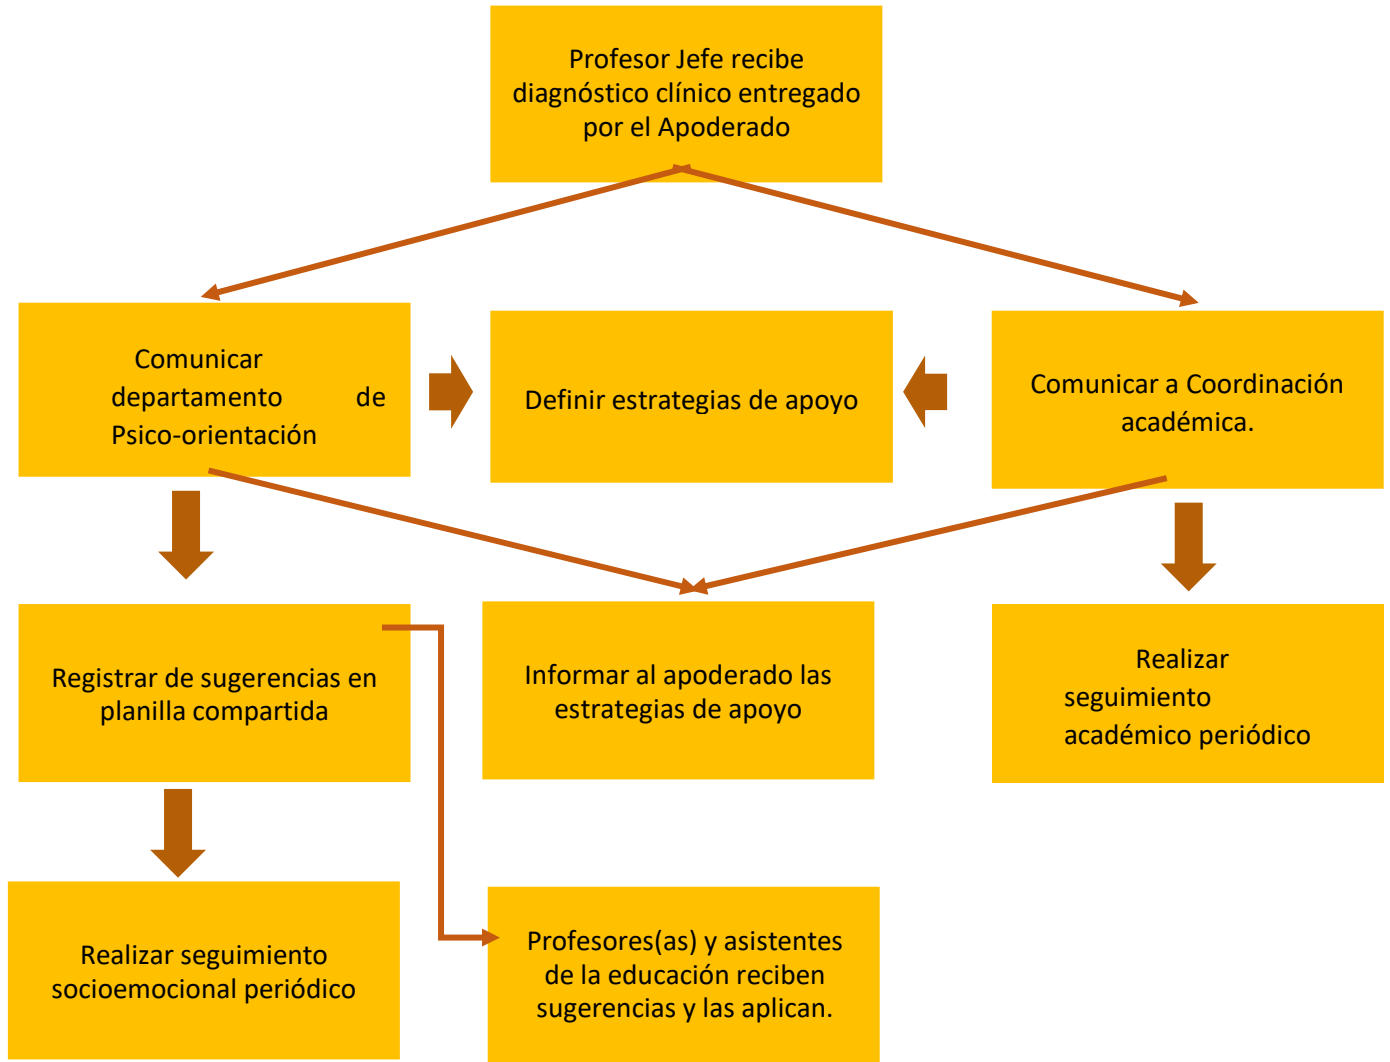 Profesor Jefe recibe
diagnóstico clínico entregado
por el Apoderado
Comunicar
departamento de
Psico-orientación
Definir estrategias de apoyo
Comunicar a Coordinación
académica.
Registrar de sugerencias en
planilla compartida
Informar al apoderado las
estrategias de apoyo
Realizar
seguimiento
académico periódico
Realizar seguimiento
socioemocional periódico
Profesores(as) y asistentes
de la educación reciben
sugerencias y las aplican.